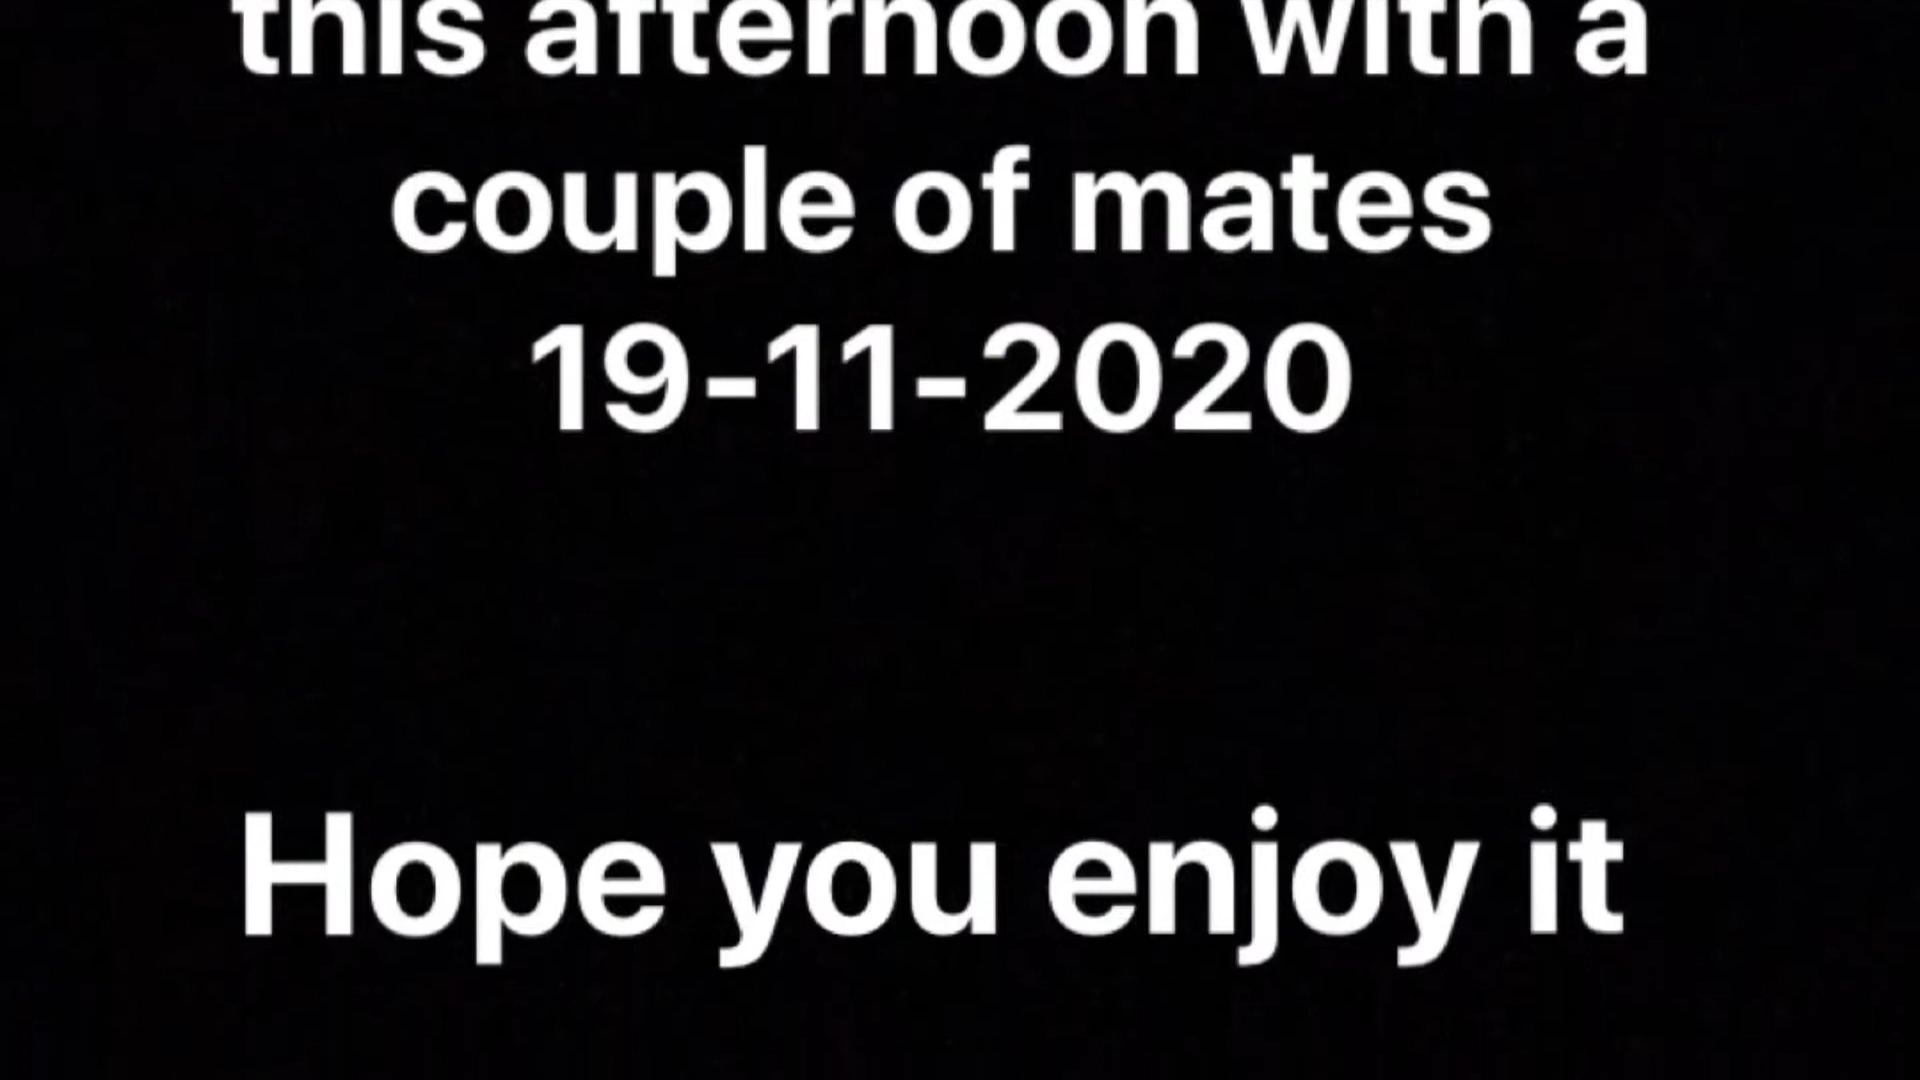 this afternoon with a
couple of mates
19-11-2020
Hope you enjoy it